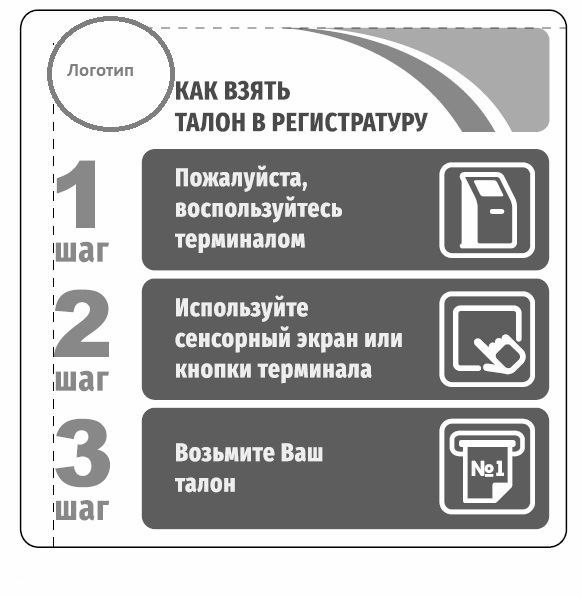 Логотип
КАК ВЗЯТЬ
ТАЛОН В РЕГИСТРАТУРУ
1
шаг
Пожалуйста,
воспользуйтесь
терминалом
2
шаг
Используйте
сенсорный экран или
кнопки терминала
3
шаг
Возьмите Ваш
талон
№1